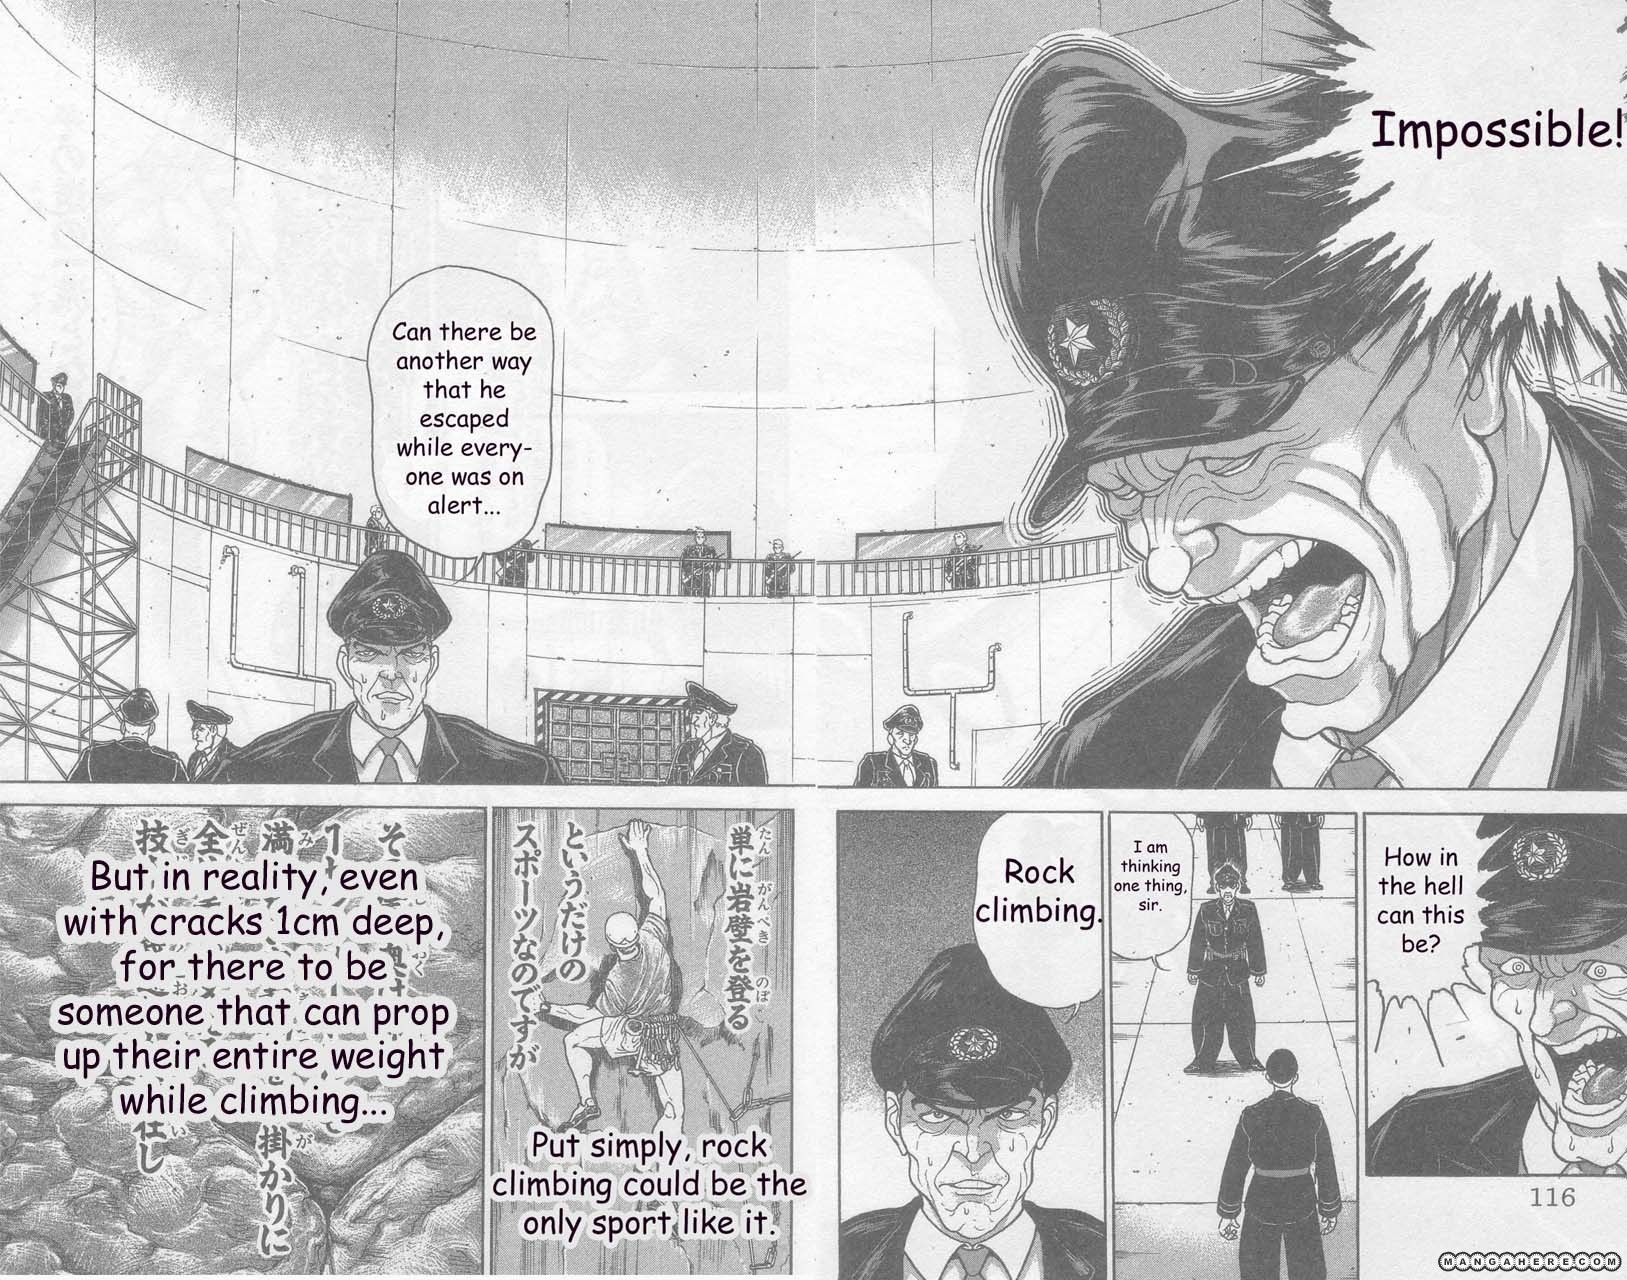 Impossible!
Can there be
another way
that he
escaped
while every-
one was on
alert...
How in
the hell
can this
be?
I am
thinking
one thing,
sir.
Rock
climbing.
単に岩壁を登る
というだけの
スポーツなのですが
Put simply, rock
climbing could be the
only sport like it.
But in reality, even
with cracks 1cm deep,
for there to be
someone that can prop
up their entire weight
while climbing...
116
MANGAHERE.COM